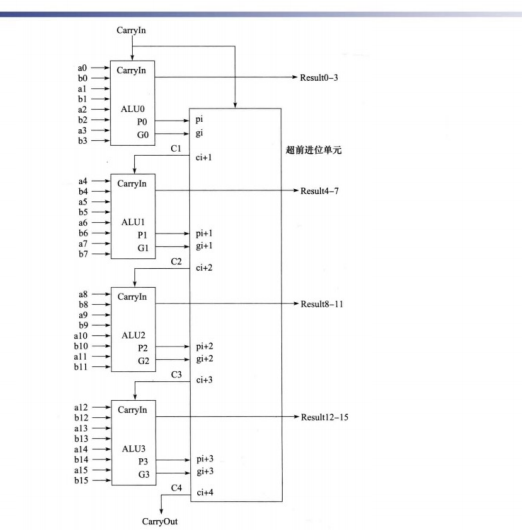 CarryIn
a0
b0
a1
b1
a2
b2
a3
b3
CarryIn
ALU0
P0
G0
Result0-3
pi
gi
超前进位单元
C1
ci+1
a4
b4
a5
b5
a6
b6
a7
b7
CarryIn
ALU1
P1
G1
Result4-7
pi+1
gi+1
C2
ci+2
a8
b8
a9
b9
a10
b10
a11
b11
CarryIn
ALU2
P2
G2
Result8-11
pi+2
gi+2
C3
ci+3
a12
b12
a13
b13
a14
b14
a15
b15
CarryIn
ALU3
P3
G3
Result12-15
pi+3
gi+3
C4
ci+4
CarryOut